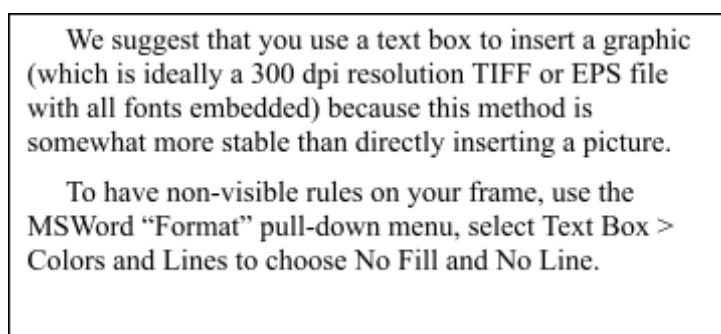 We suggest that you use a text box to insert a graphic
(which is ideally a 300 dpi resolution TIFF or EPS file
with all fonts embedded) because this method is
somewhat more stable than directly inserting a picture.
To have non-visible rules on your frame, use the
MSWord “Format” pull-down menu, select Text Box >
Colors and Lines to choose No Fill and No Line.